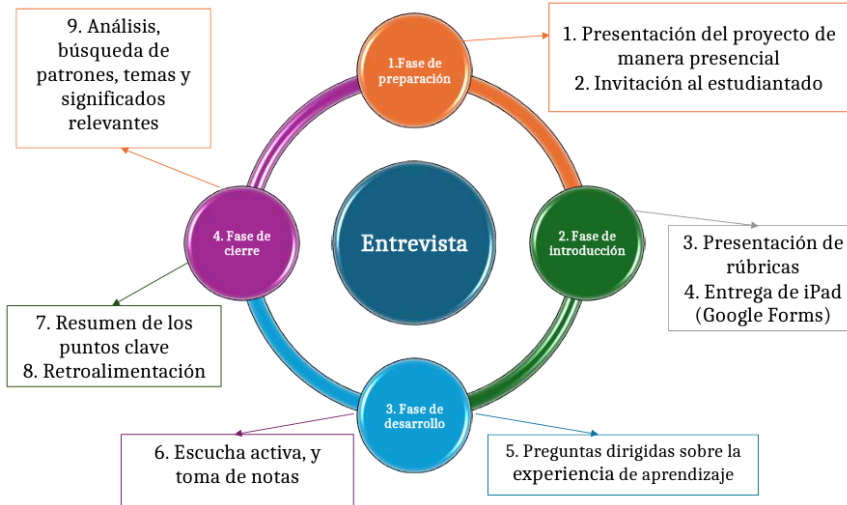 9. Análisis,
búsqueda de
patrones, temas y
significados
relevantes
1.Fase de
preparación
1. Presentación del proyecto de
manera presencial
2. Invitación al estudiantado
4. Fase de
cierre
Entrevista
2. Fase de
introducción
3. Presentación de
rúbricas
4. Entrega de iPad
(Google Forms)
7. Resumen de los
puntos clave
8. Retroalimentación
3. Fase de
desarrollo
6. Escucha activa, y
toma de notas
5. Preguntas dirigidas sobre la
experiencia de aprendizaje